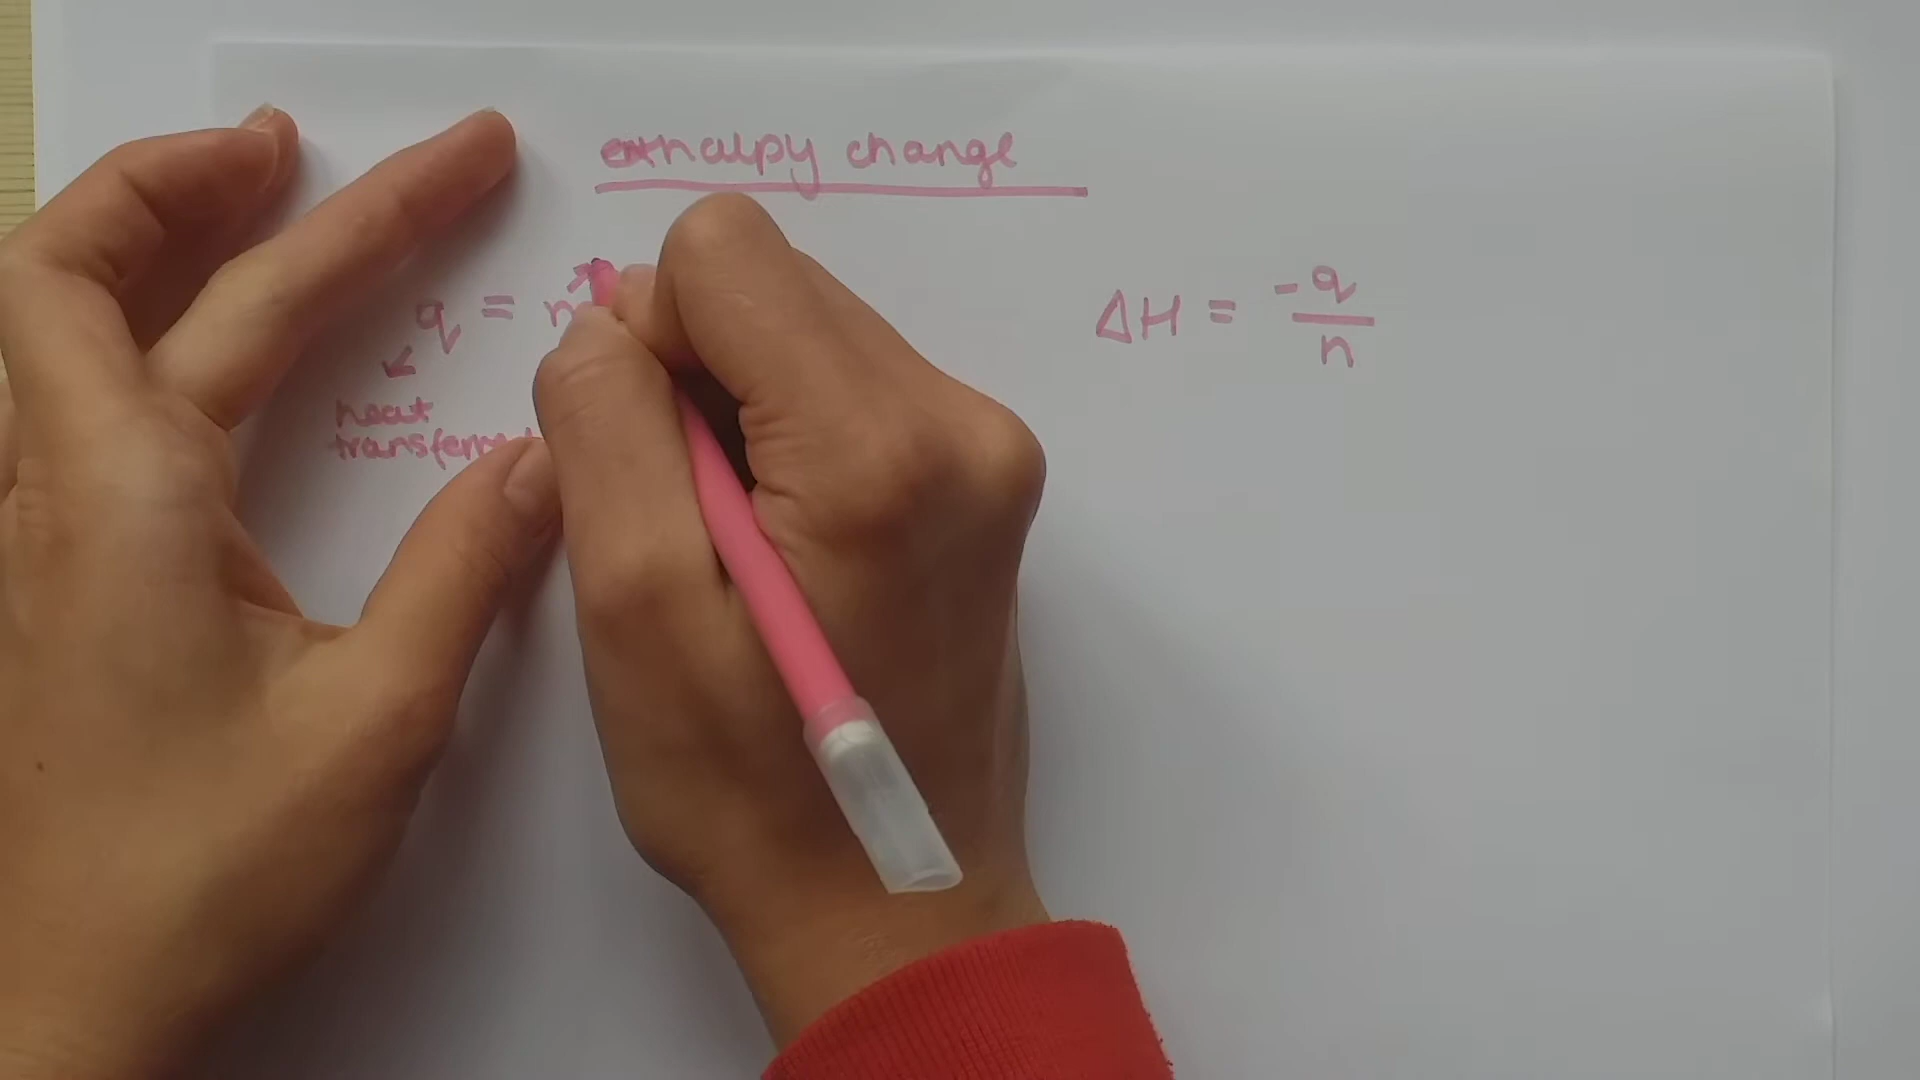 enthalpy change
q = m
ΔH = -q/n
heat